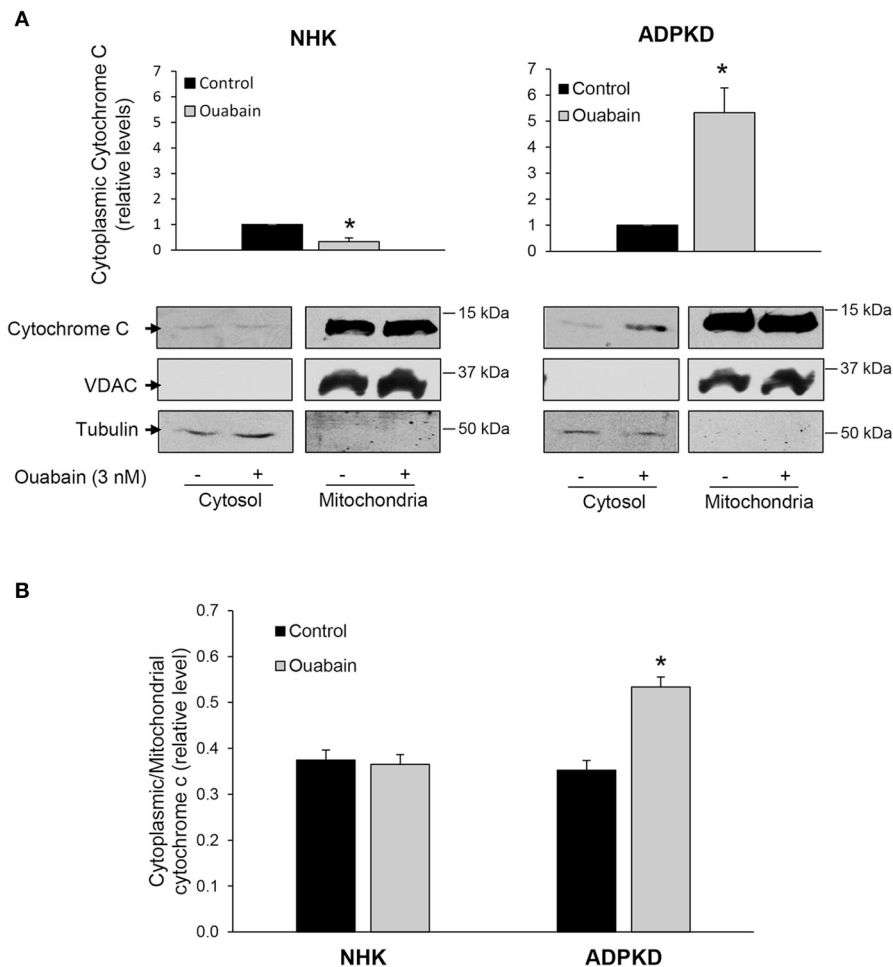 A
NHK
ADPKD
Cytoplasmic Cytochrome C
(relative levels)
7
6
5
4
3
2
1
0
Control
Ouabain
*
7
6
5
4
3
2
1
0
Control
Ouabain
*
Cytochrome C
15 kDa
15 kDa
VDAC
37 kDa
37 kDa
Tubulin
50 kDa
50 kDa
Ouabain (3 nM) - + - + - + - +
Cytosol Mitochondria Cytosol Mitochondria
B
Cytoplasmic/Mitochondrial
cytochrome c (relative level)
0.7
0.6
0.5
0.4
0.3
0.2
0.1
0.0
Control
Ouabain
*
NHK ADPKD